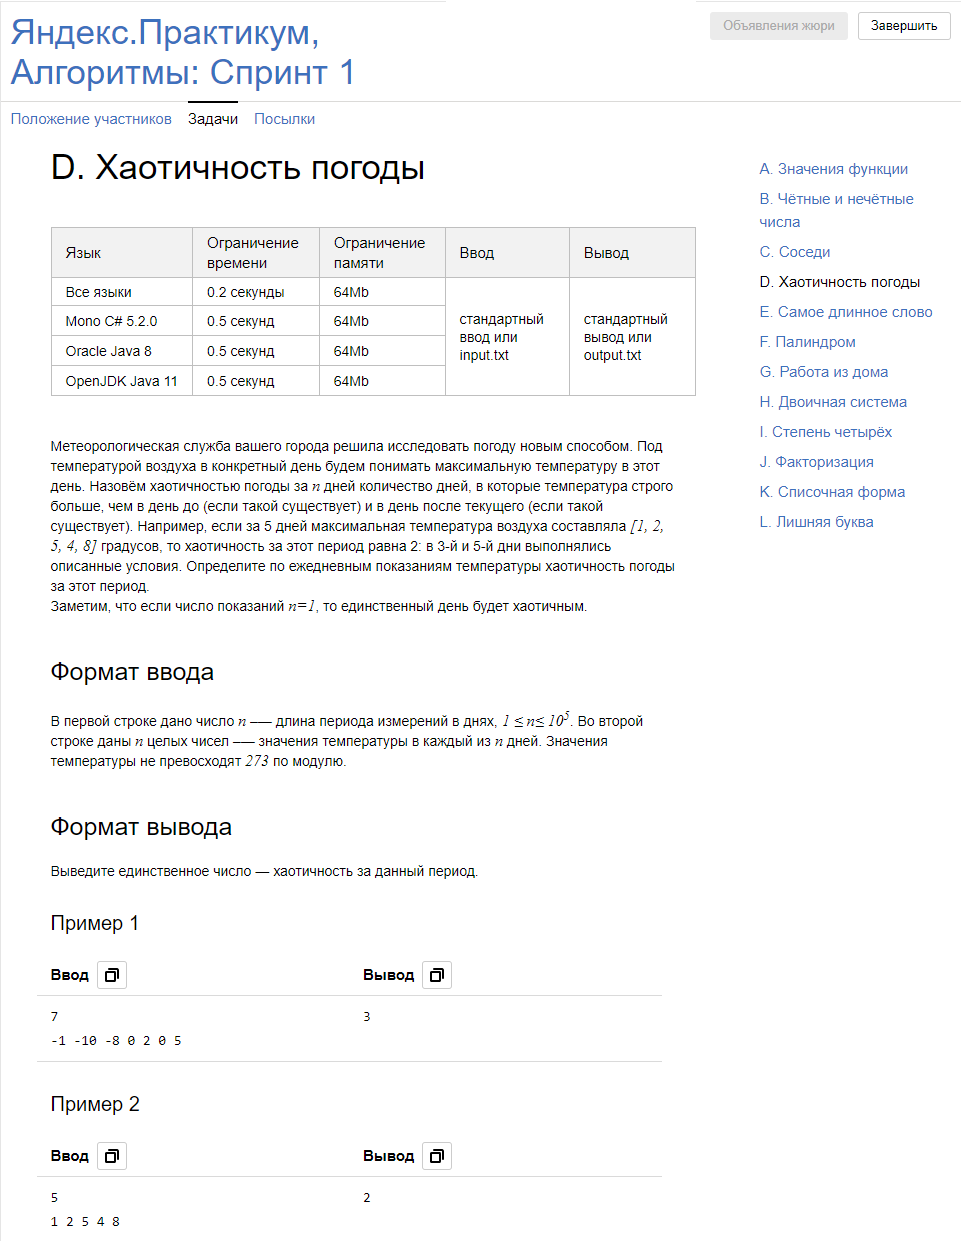 Яндекс.Практикум,
Алгоритмы: Спринт 1
Объявления жюри
Завершить
Положение участников
Задачи
Посылки
D. Хаотичность погоды
Язык
Ограничение времени
Ограничение памяти
Ввод
Вывод
Все языки
0.2 секунды
64Mb
стандартный ввод или input.txt
стандартный вывод или output.txt
Mono C# 5.2.0
0.5 секунд
64Mb
Oracle Java 8
0.5 секунд
64Mb
OpenJDK Java 11
0.5 секунд
64Mb
Метеорологическая служба вашего города решила исследовать погоду новым способом. Под
температурой воздуха в конкретный день будем понимать максимальную температуру в этот
день. Назовём хаотичностью погоды за n дней количество дней, в которые температура строго
больше, чем в день до (если такой существует) и в день после текущего (если такой
существует). Например, если за 5 дней максимальная температура воздуха составляла [1, 2,
5, 4, 8] градусов, то хаотичность за этот период равна 2: в 3-й и 5-й дни выполнялись
описанные условия. Определите по ежедневным показаниям температуры хаотичность погоды
за этот период.
Заметим, что если число показаний n=1, то единственный день будет хаотичным.
Формат ввода
В первой строке дано число n –— длина периода измерений в днях, 1 ≤ n≤ 10⁵. Во второй
строке даны n целых чисел –— значения температуры в каждый из n дней. Значения
температуры не превосходят 273 по модулю.
Формат вывода
Выведите единственное число — хаотичность за данный период.
Пример 1
Ввод
Вывод
7
3
-1 -10 -8 0 2 0 5
Пример 2
Ввод
Вывод
5
2
1 2 5 4 8
A. Значения функции
B. Чётные и нечётные
числа
C. Соседи
D. Хаотичность погоды
E. Самое длинное слово
F. Палиндром
G. Работа из дома
H. Двоичная система
I. Степень четырёх
J. Факторизация
K. Списочная форма
L. Лишняя буква